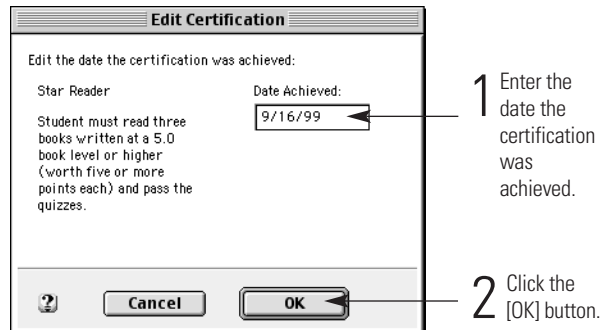 Edit Certification
Edit the date the certification was achieved:
Star Reader
Student must read three
books written at a 5.0
book level or higher
(worth five or more
points each) and pass the
quizzes.
Date Achieved:
9/16/99
?
Cancel
OK
1 Enter the
date the
certification
was
achieved.
2 Click the
[OK] button.